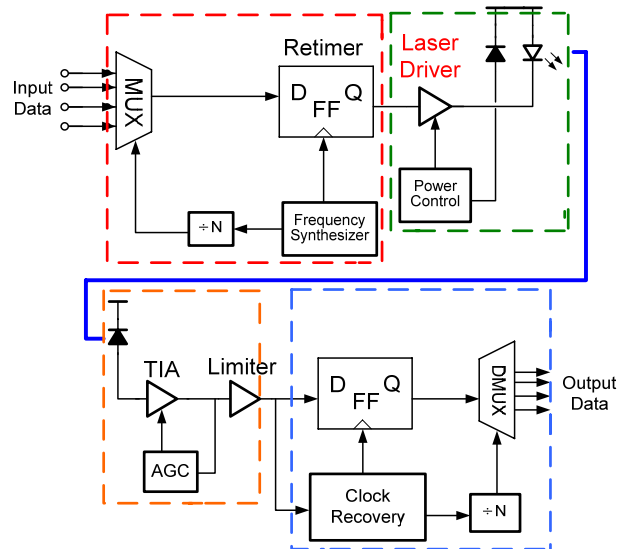 Retimer
Laser
Driver
Input
Data
MUX
D
Q
FF
Power
Control
÷N
Frequency
Synthesizer
TIA
Limiter
D
Q
FF
DMUX
Output
Data
AGC
Clock
Recovery
÷N